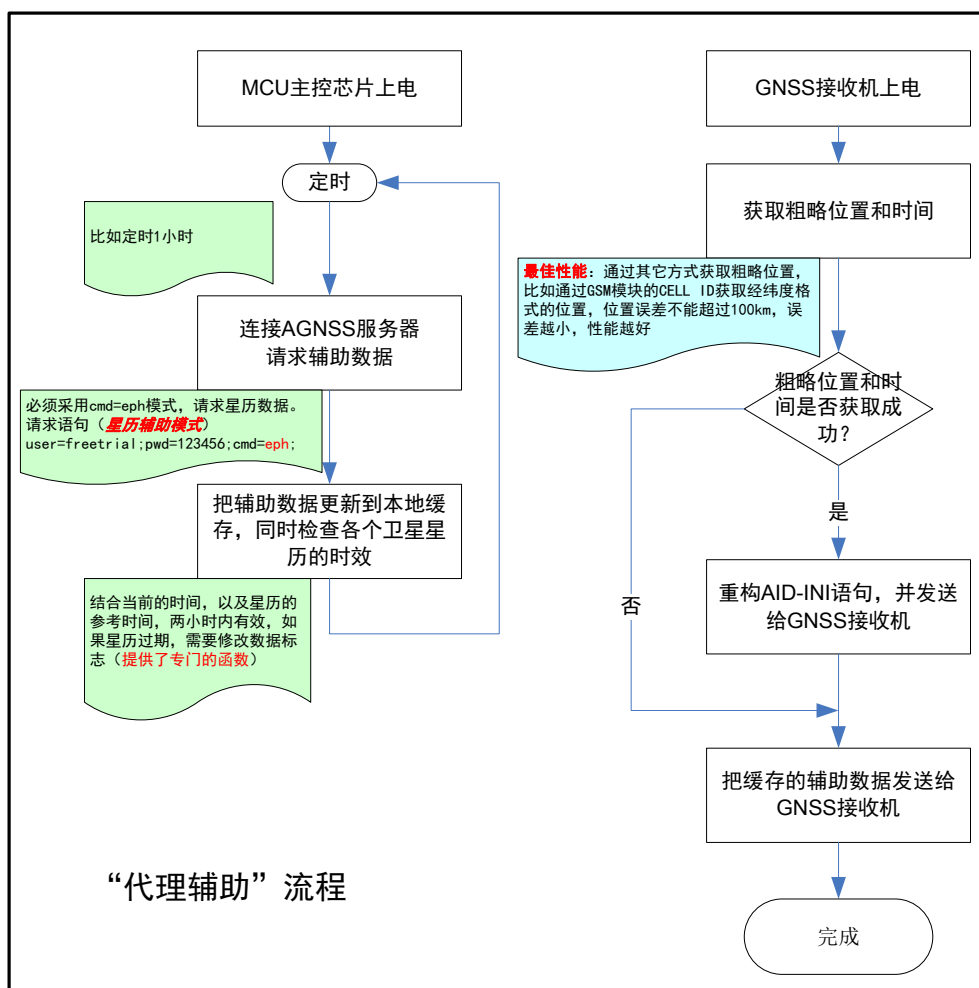 MCU主控芯片上电
定时
比如定时1小时
连接AGNSS服务器
请求辅助数据
必须采用cmd=eph模式，请求星历数据。
请求语句（星历辅助模式）
user=freetrial;pwd=123456;cmd=eph;
把辅助数据更新到本地缓
存，同时检查各个卫星星
历的时效
结合当前的时间，以及星历的
参考时间，两小时内有效，如
果星历过期，需要修改数据标
志（提供了专门的函数）
“代理辅助”流程
GNSS接收机上电
获取粗略位置和时间
最佳性能：通过其它方式获取粗略位置，
比如通过GSM模块的CELL ID获取经纬度格
式的位置，位置误差不能超过100km，误
差越小，性能越好
粗略位置和时
间是否获取成
功？
是
否
重构AID-INI语句，并发送
给GNSS接收机
把缓存的辅助数据发送给
GNSS接收机
完成